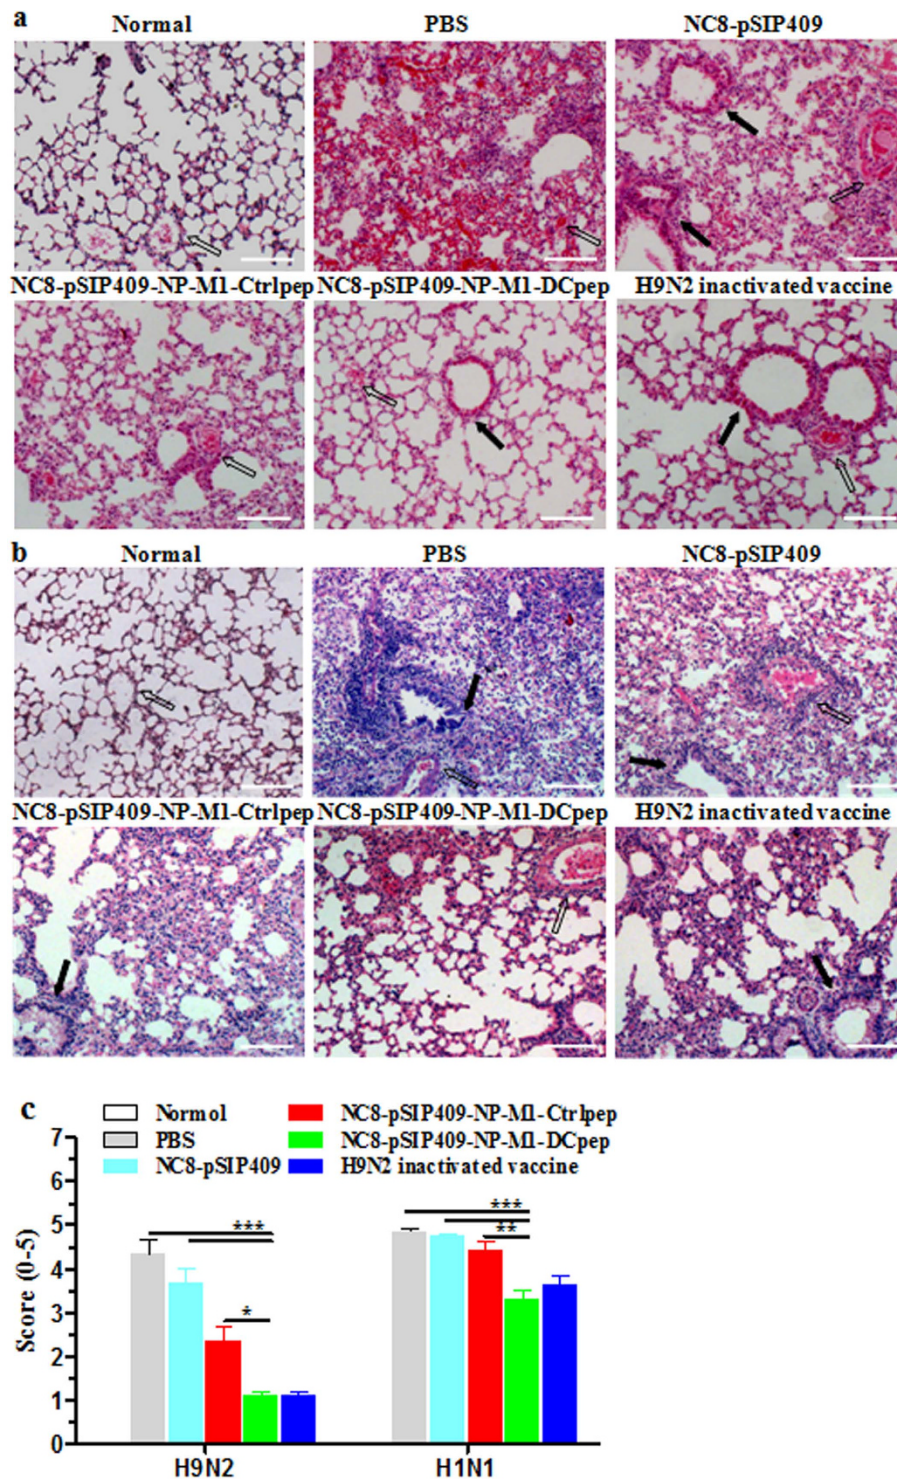 a
Normal PBS NC8-pSIP409
NC8-pSIP409-NP-M1-Ctrlpep NC8-pSIP409-NP-M1-DCpep H9N2 inactivated vaccine
b
Normal PBS NC8-pSIP409
NC8-pSIP409-NP-M1-Ctrlpep NC8-pSIP409-NP-M1-DCpep H9N2 inactivated vaccine
c
Normol NC8-pSIP409-NP-M1-Ctrlpep
PBS NC8-pSIP409-NP-M1-DCpep
NC8-pSIP409 H9N2 inactivated vaccine
Score (0-5)
7
6
5
4
3
2
1
0
***
*
***
**
H9N2 H1N1